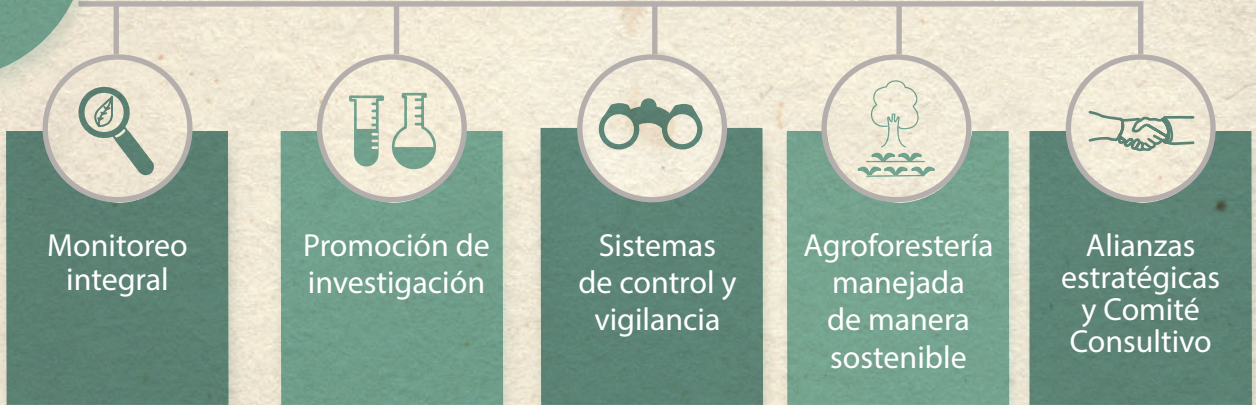 Monitoreo
integral
Promoción de
investigación
Sistemas
de control y
vigilancia
Agroforestería
manejada
de manera
sostenible
Alianzas
estratégicas
y Comité
Consultivo